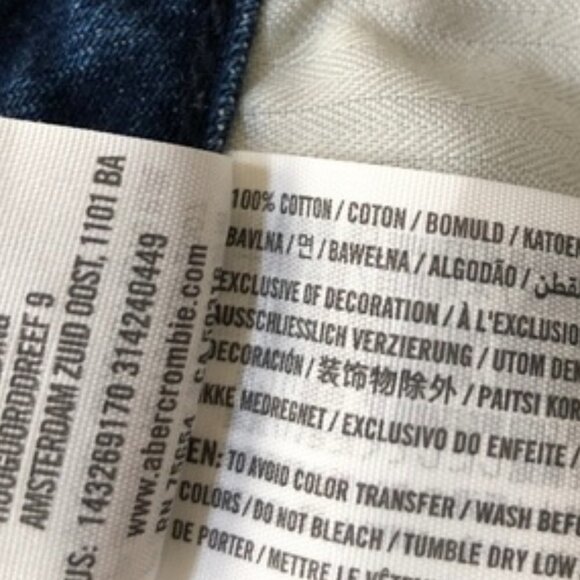 HOOGOORDDREEF 9
AMSTERDAM ZUID OOST, 1101 BA
143269170 314240449
www.abercrombie.com
100% COTTON / COTON / BOMULD / KATOEN
BAVLNA / 면 / BAWEŁNA / ALGODÃO / قطن
EXCLUSIVE OF DECORATION / À L'EXCLUSIO
AUSSCHLIESSLICH VERZIERUNG / UTOM DEN
DECORACIÓN / 装饰物除外 / PAITSI KOR
IKKE MEDREGNET / EXCLUSIVO DO ENFEITE /
EN: TO AVOID COLOR TRANSFER / WASH BEF
COLORS / DO NOT BLEACH / TUMBLE DRY LOW
DE PORTER / METTRE LE VÊTE